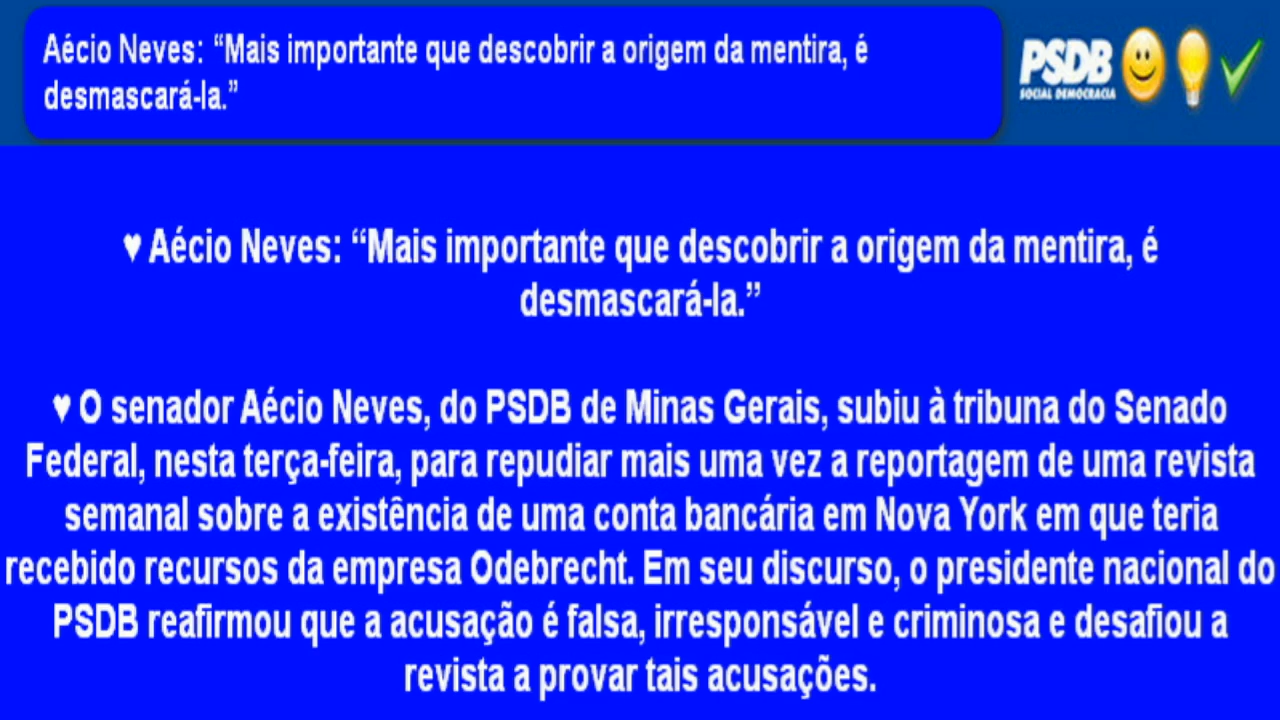 Aécio Neves: “Mais importante que descobrir a origem da mentira, é
desmascará-la.”
PSDB
SOCIAL DEMOCRACIA
♥ Aécio Neves: “Mais importante que descobrir a origem da mentira, é
desmascará-la.”
♥ O senador Aécio Neves, do PSDB de Minas Gerais, subiu à tribuna do Senado
Federal, nesta terça-feira, para repudiar mais uma vez a reportagem de uma revista
semanal sobre a existência de uma conta bancária em Nova York em que teria
recebido recursos da empresa Odebrecht. Em seu discurso, o presidente nacional do
PSDB reafirmou que a acusação é falsa, irresponsável e criminosa e desafiou a
revista a provar tais acusações.